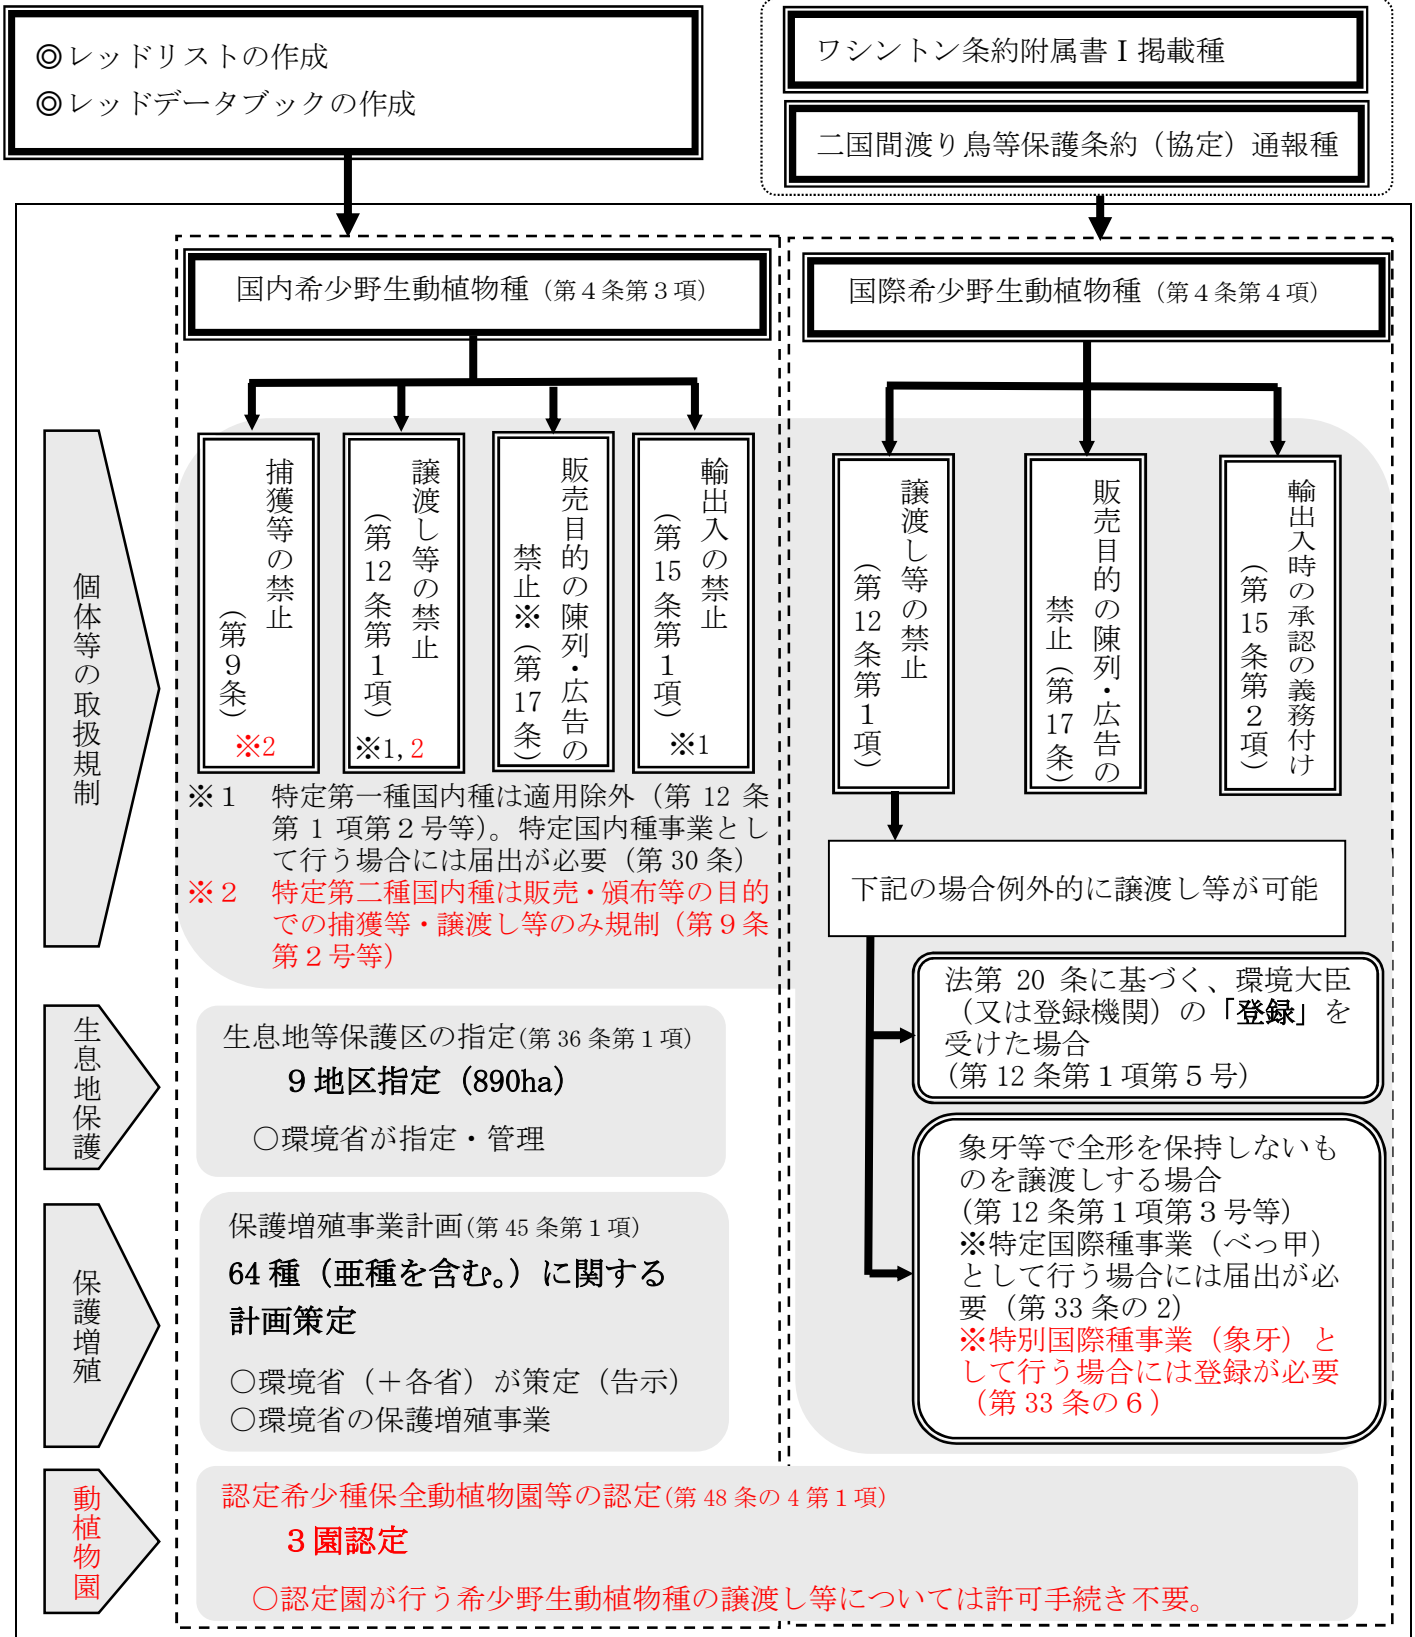 ◎レッドリストの作成
◎レッドデータブックの作成
ワシントン条約附属書Ⅰ掲載種
二国間渡り鳥等保護条約（協定）通報種
国内希少野生動植物種（第４条第３項）
国際希少野生動植物種（第４条第４項）
個体等の取扱規制
捕獲等の禁止
（第９条）
※2
譲渡し等の禁止
（第12条第１項）
※1, 2
販売目的の陳列・広告の
禁止※（第17条）
輸出入の禁止
（第15条第１項）
※1
譲渡し等の禁止
（第12条第１項）
販売目的の陳列・広告の
禁止（第17条）
輸出入時の承認の義務付け
（第15条第２項）
※１　特定第一種国内種は適用除外（第 12 条
第 1 項第２号等）。特定国内種事業とし
て行う場合には届出が必要（第 30 条）
※２　特定第二種国内種は販売・頒布等の目的
での捕獲等・譲渡し等のみ規制（第９条
第２号等）
下記の場合例外的に譲渡し等が可能
法第 20 条に基づく、環境大臣
（又は登録機関）の「登録」を
受けた場合
(第 12 条第１項第５号)
象牙等で全形を保持しないも
のを譲渡しする場合
(第 12 条第１項第３号等)
※特定国際種事業（べっ甲）
として行う場合には届出が必
要（第 33 条の 2）
※特別国際種事業（象牙）と
して行う場合には登録が必要
（第 33 条の６）
生息地保護
生息地等保護区の指定(第 36 条第１項)
９地区指定（890ha）
○環境省が指定・管理
保護増殖
保護増殖事業計画(第 45 条第１項)
64 種（亜種を含む。）に関する
計画策定
○環境省（＋各省）が策定（告示）
○環境省の保護増殖事業
動植物園
認定希少種保全動植物園等の認定(第 48 条の 4 第１項)
３園認定
○認定園が行う希少野生動植物種の譲渡し等については許可手続き不要。